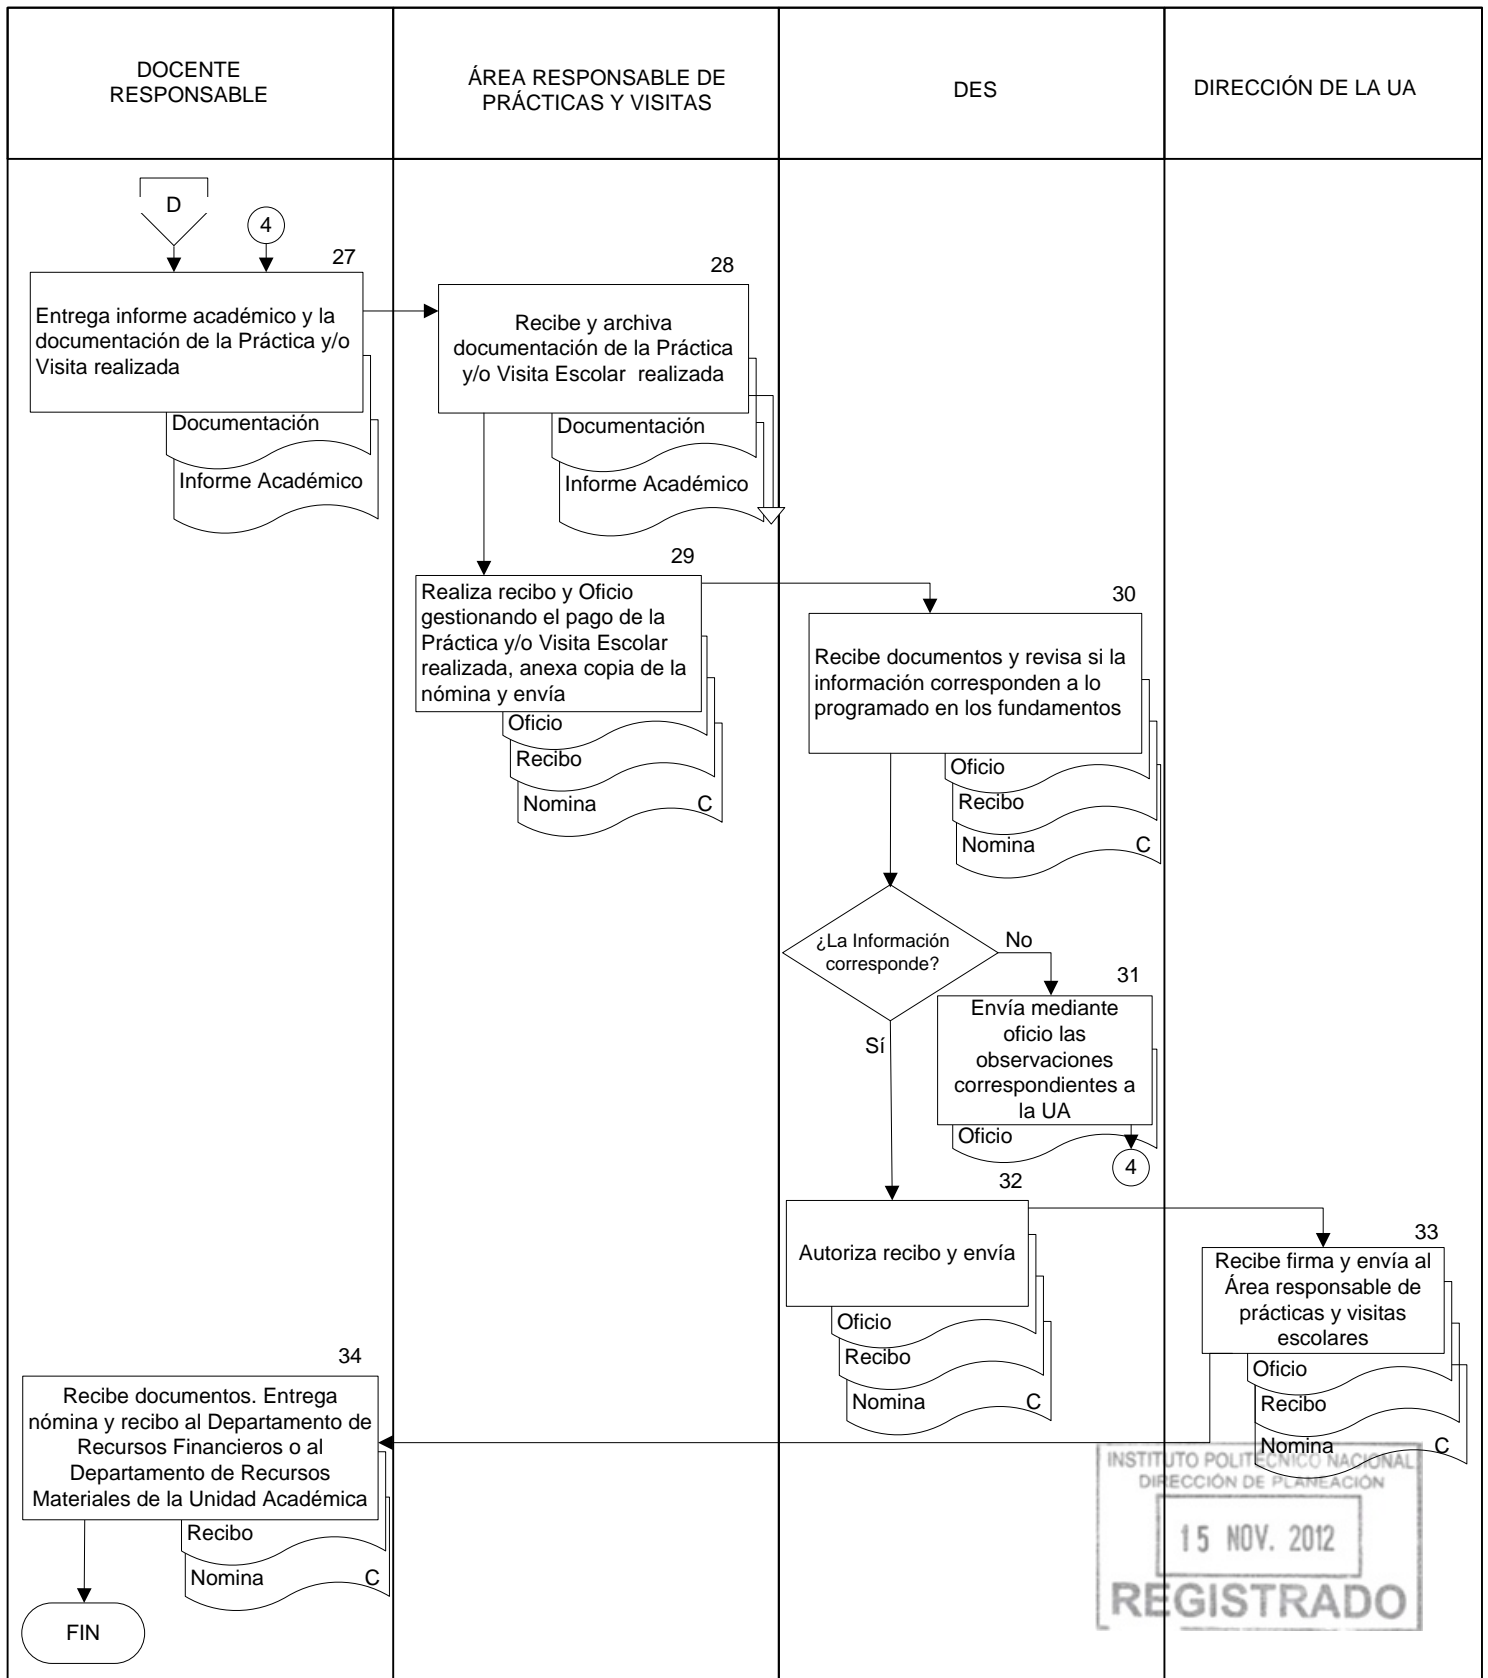 DOCENTE
RESPONSABLE
ÁREA RESPONSABLE DE
PRÁCTICAS Y VISITAS
DES
DIRECCIÓN DE LA UA
D
4
27
Entrega informe académico y la
documentación de la Práctica y/o
Visita realizada
Documentación
Informe Académico
28
Recibe y archiva
documentación de la Práctica
y/o Visita Escolar realizada
Documentación
Informe Académico
29
Realiza recibo y Oficio
gestionando el pago de la
Práctica y/o Visita Escolar
realizada, anexa copia de la
nómina y envía
Oficio
Recibo
Nomina C
30
Recibe documentos y revisa si la
información corresponden a lo
programado en los fundamentos
Oficio
Recibo
Nomina C
¿La Información
corresponde?
No
Sí
31
Envía mediante
oficio las
observaciones
correspondientes a
la UA
Oficio
4
32
Autoriza recibo y envía
Oficio
Recibo
Nomina C
33
Recibe firma y envía al
Área responsable de
prácticas y visitas
escolares
Oficio
Recibo
Nomina C
34
Recibe documentos. Entrega
nómina y recibo al Departamento de
Recursos Financieros o al
Departamento de Recursos
Materiales de la Unidad Académica
Recibo
Nomina C
FIN
INSTITUTO POLITÉCNICO NACIONAL
DIRECCIÓN DE PLANEACIÓN
15 NOV. 2012
REGISTRADO